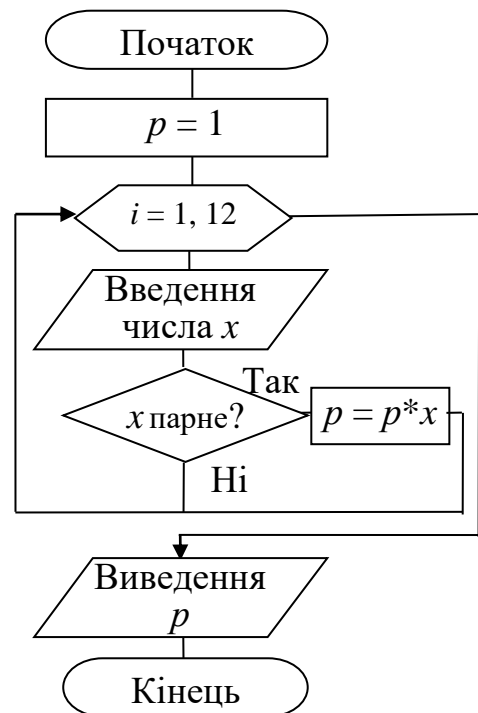 Початок
p = 1
i = 1, 12
Введення
числа x
Так
x парне?
p = p*x
Ні
Виведення
p
Кінець